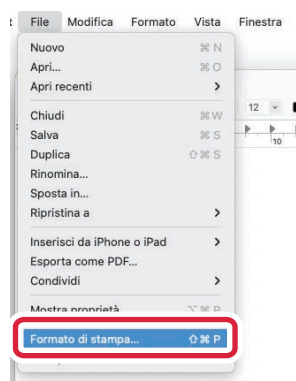 File Modifica Formato Vista Finestra
Nuovo ⌘ N
Apri... ⌘ O
Apri recenti >
12
Chiudi ⌘ W
Salva ⌘ S
10
Duplica ⇧ ⌘ S
Rinomina...
Sposta in...
Ripristina a >
Inserisci da iPhone o iPad >
Esporta come PDF...
Condividi >
Mostra proprietà ⌥ ⌘ P
Formato di stampa... ⇧ ⌘ P